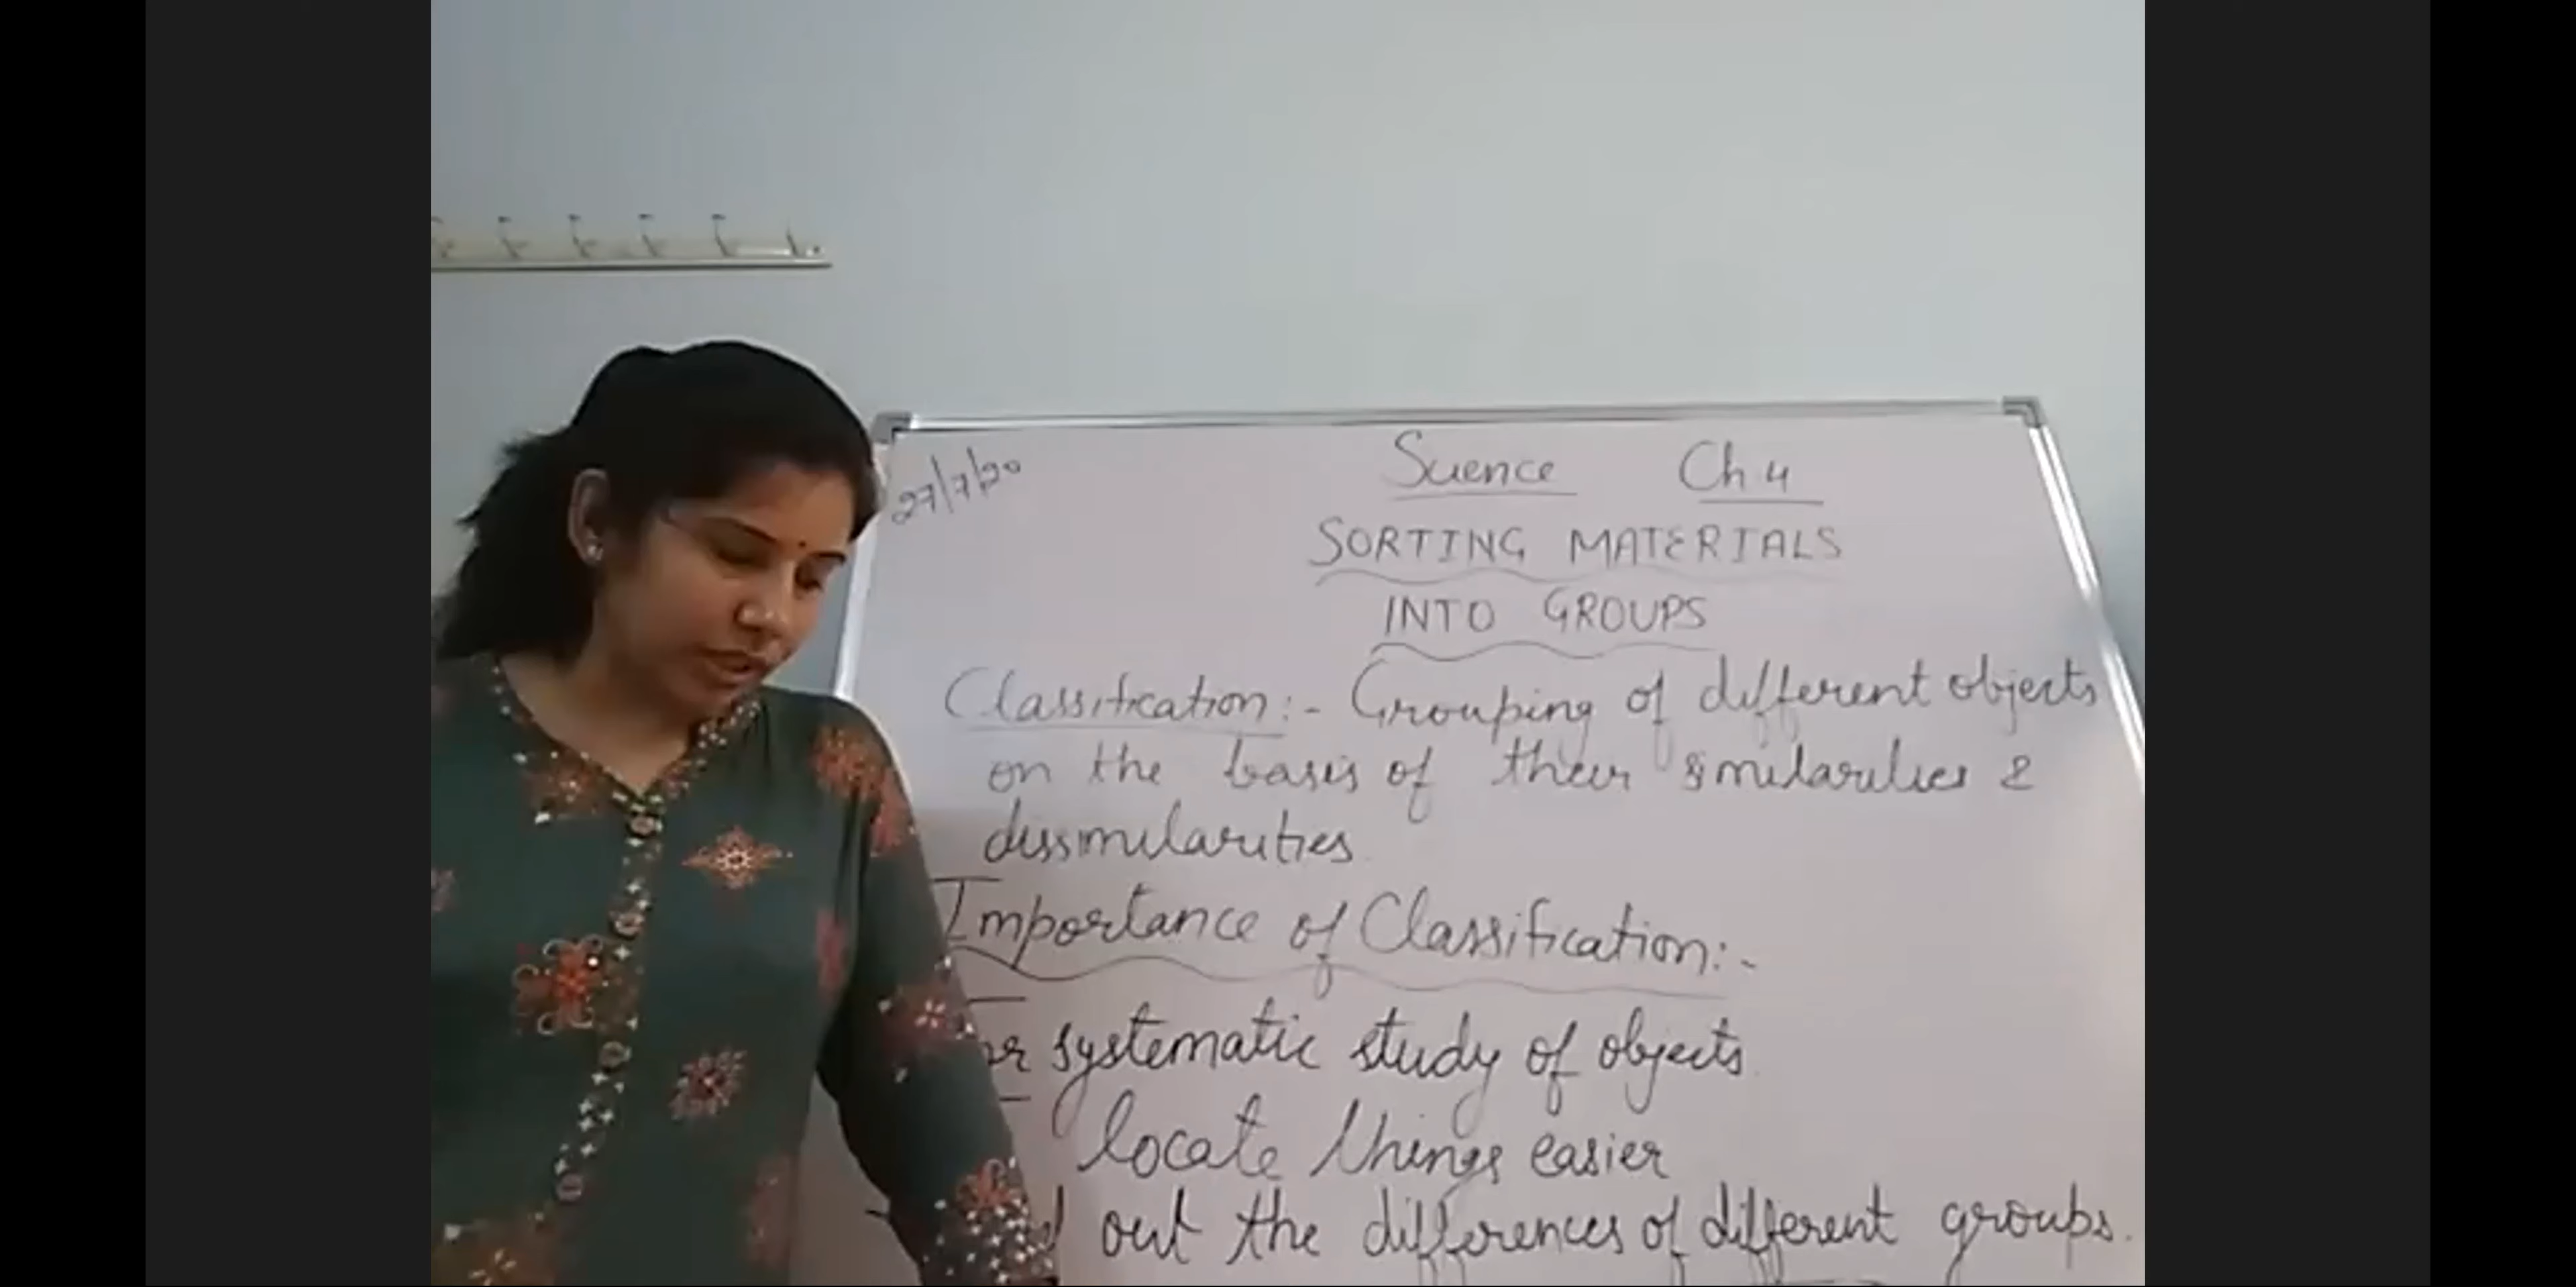 27/7/20
Science Ch 4
SORTING MATERIALS
INTO GROUPS
Classification:- Grouping of different objects
on the basis of their similarities &
dissimilarities
Importance of Classification:-
systematic study of objects
locate things easier
out the differences of different groups.